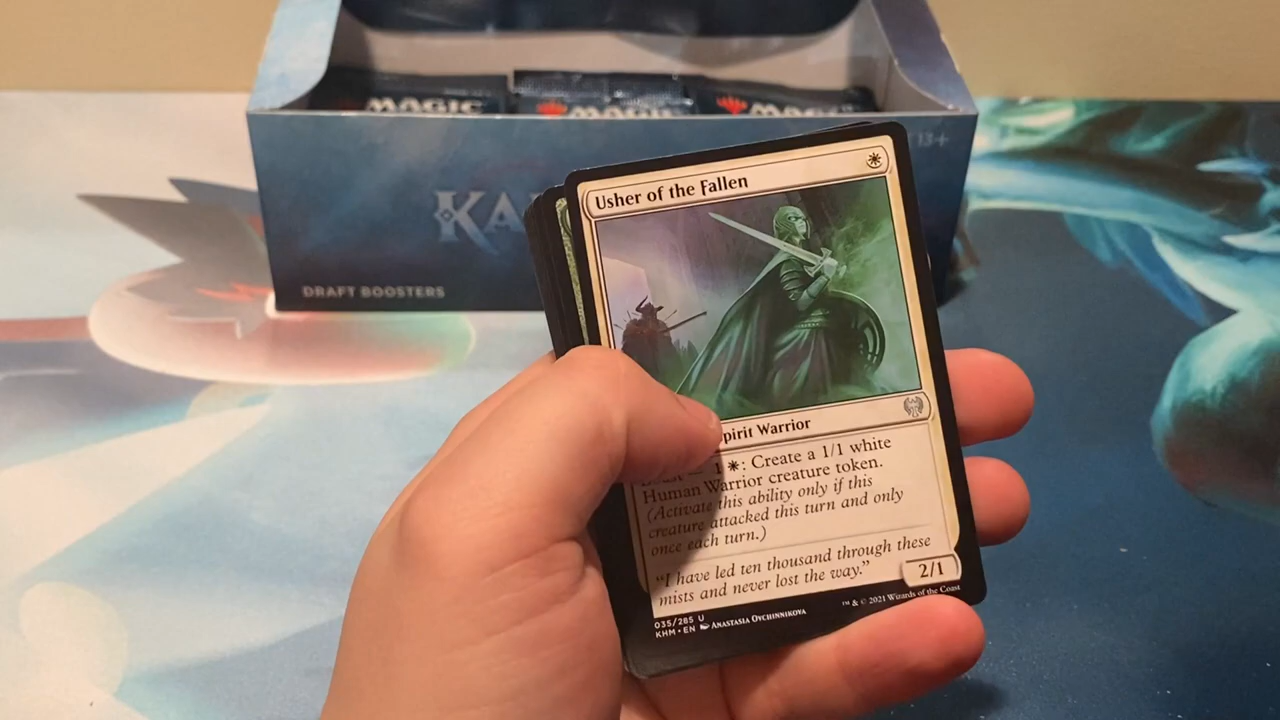 MAGIC
MAGIC
MAGIC
13+
KA
DRAFT BOOSTERS
Usher of the Fallen
pirit Warrior
1 : Create a 1/1 white
Human Warrior creature token.
(Activate this ability only if this
creature attacked this turn and only
once each turn.)
"I have led ten thousand through these
mists and never lost the way."
2/1
035/285 U
KHM • EN ANASTASIA OVCHINNIKOVA
™ & © 2021 Wizards of the Coast